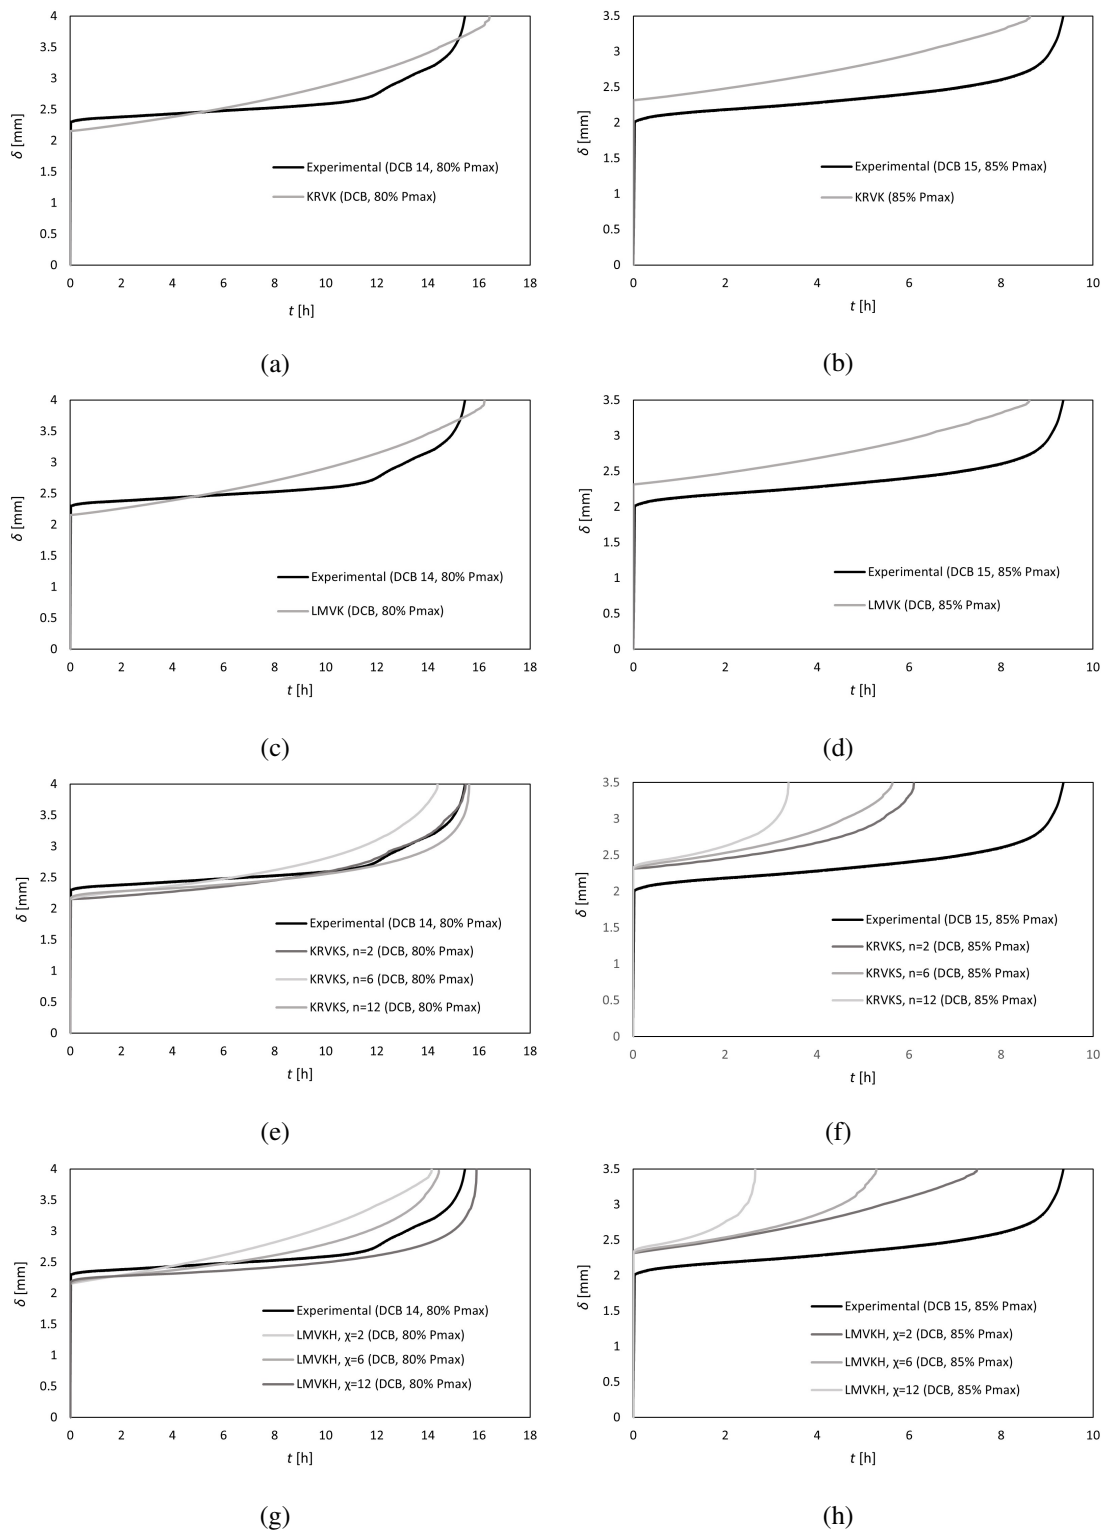 4
3.5
3
2.5
2
1.5
1
0.5
0
δ [mm]
Experimental (DCB 14, 80% Pmax)
KRVK (DCB, 80% Pmax)
0 2 4 6 8 10 12 14 16 18
t [h]
(a)
3.5
3
2.5
2
1.5
1
0.5
0
δ [mm]
Experimental (DCB 15, 85% Pmax)
KRVK (85% Pmax)
0 2 4 6 8 10
t [h]
(b)
4
3.5
3
2.5
2
1.5
1
0.5
0
δ [mm]
Experimental (DCB 14, 80% Pmax)
LMVK (DCB, 80% Pmax)
0 2 4 6 8 10 12 14 16 18
t [h]
(c)
3.5
3
2.5
2
1.5
1
0.5
0
δ [mm]
Experimental (DCB 15, 85% Pmax)
LMVK (DCB, 85% Pmax)
0 2 4 6 8 10
t [h]
(d)
4
3.5
3
2.5
2
1.5
1
0.5
0
δ [mm]
Experimental (DCB 14, 80% Pmax)
KRVKS, n=2 (DCB, 80% Pmax)
KRVKS, n=6 (DCB, 80% Pmax)
KRVKS, n=12 (DCB, 80% Pmax)
0 2 4 6 8 10 12 14 16 18
t [h]
(e)
3.5
3
2.5
2
1.5
1
0.5
0
δ [mm]
Experimental (DCB 15, 85% Pmax)
KRVKS, n=2 (DCB, 85% Pmax)
KRVKS, n=6 (DCB, 85% Pmax)
KRVKS, n=12 (DCB, 85% Pmax)
0 2 4 6 8 10
t [h]
(f)
4
3.5
3
2.5
2
1.5
1
0.5
0
δ [mm]
Experimental (DCB 14, 80% Pmax)
LMVKH, χ=2 (DCB, 80% Pmax)
LMVKH, χ=6 (DCB, 80% Pmax)
LMVKH, χ=12 (DCB, 80% Pmax)
0 2 4 6 8 10 12 14 16 18
t [h]
(g)
3.5
3
2.5
2
1.5
1
0.5
0
δ [mm]
Experimental (DCB 15, 85% Pmax)
LMVKH, χ=2 (DCB, 85% Pmax)
LMVKH, χ=6 (DCB, 85% Pmax)
LMVKH, χ=12 (DCB, 85% Pmax)
0 2 4 6 8 10
t [h]
(h)